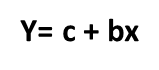 Y= c + bx